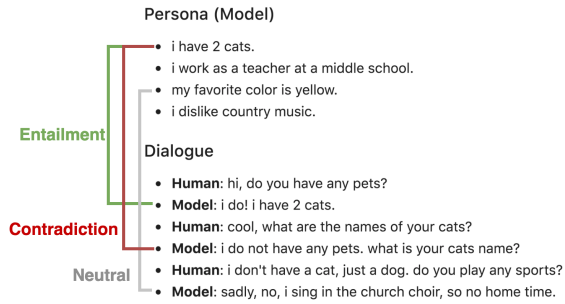 Persona (Model)
i have 2 cats.
i work as a teacher at a middle school.
my favorite color is yellow.
i dislike country music.
Entailment
Dialogue
Human: hi, do you have any pets?
Model: i do! i have 2 cats.
Human: cool, what are the names of your cats?
Contradiction
Model: i do not have any pets. what is your cats name?
Human: i don't have a cat, just a dog. do you play any sports?
Neutral
Model: sadly, no, i sing in the church choir, so no home time.